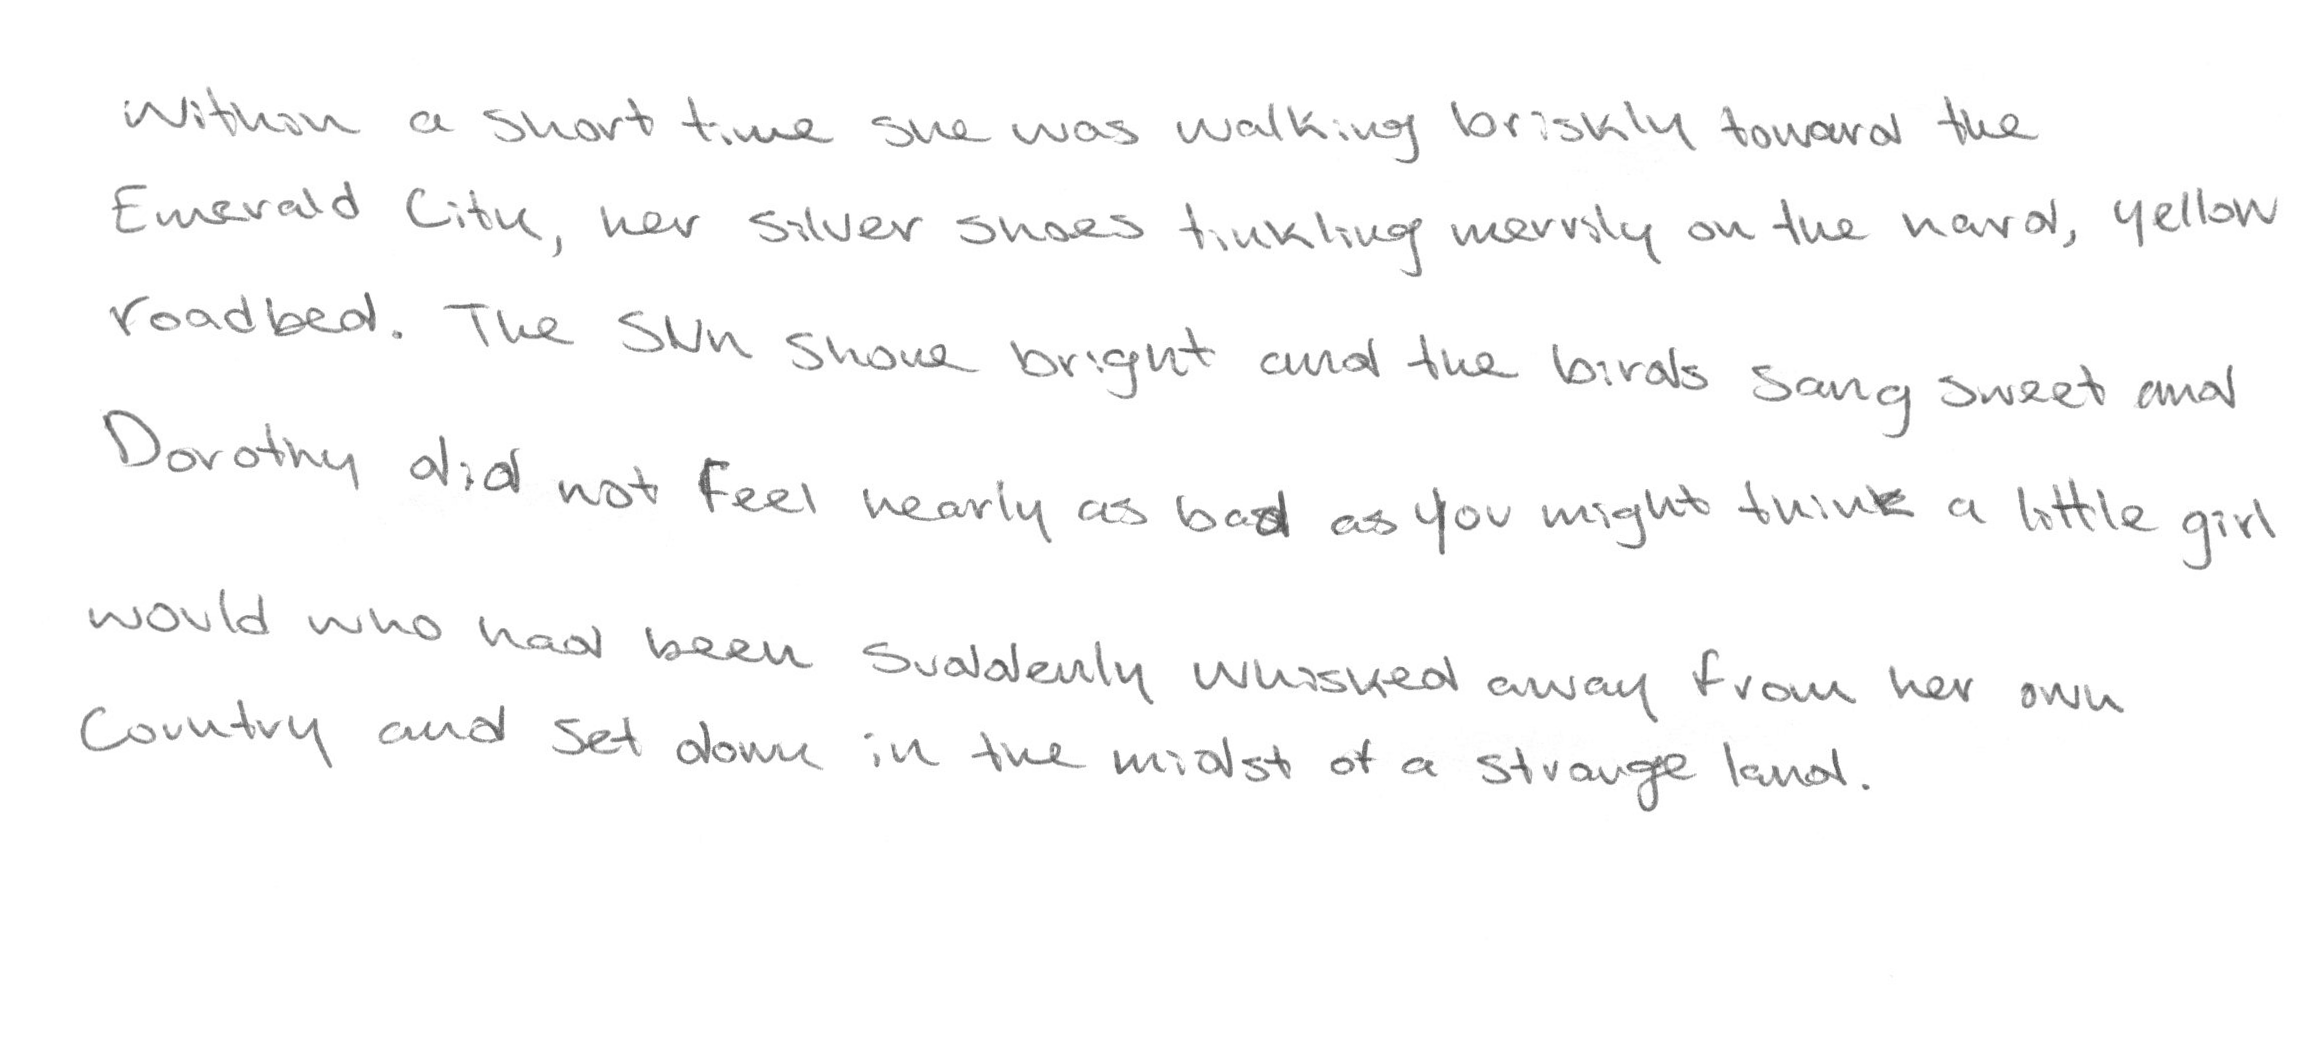 Within a short time she was walking briskly toward the
Emerald City, her silver shoes tinkling merrily on the hard, yellow
roadbed. The sun shone bright and the birds sang sweet and
Dorothy did not feel nearly as bad as you might think a little girl
would who had been suddenly whisked away from her own
country and set down in the midst of a strange land.